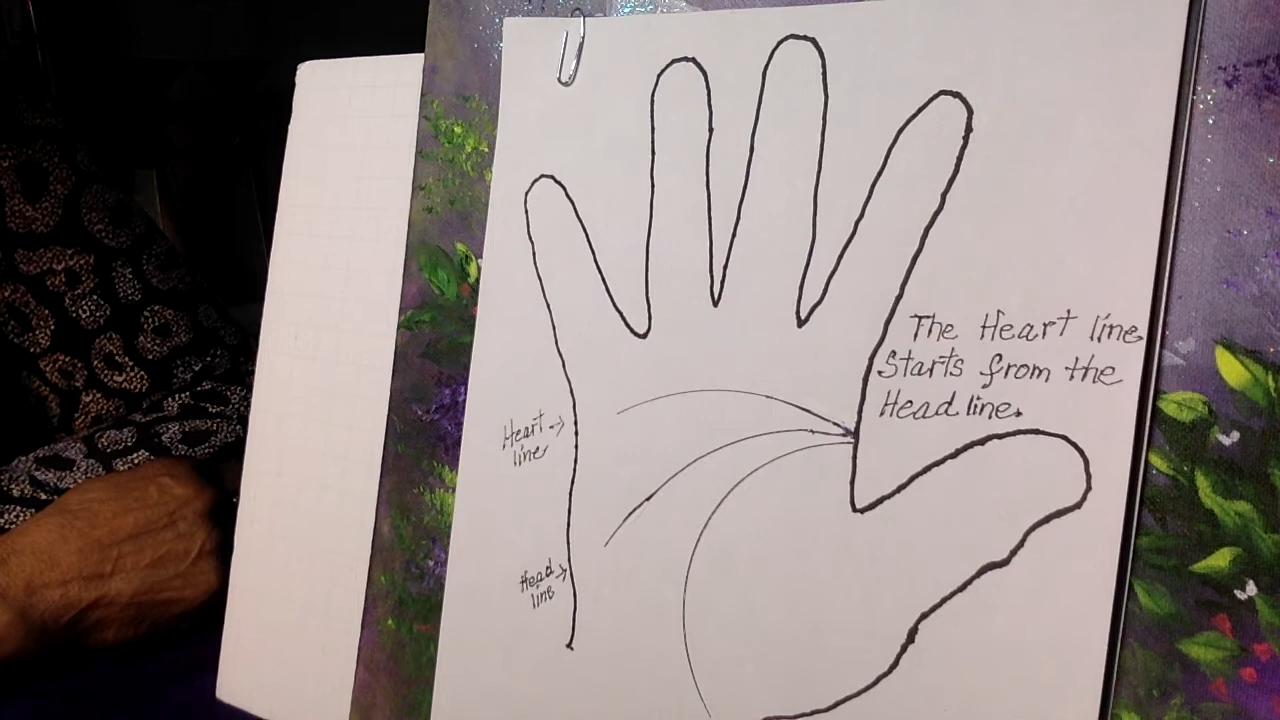 The Heart line
Starts from the
Head line.
Heart
line
Head
line